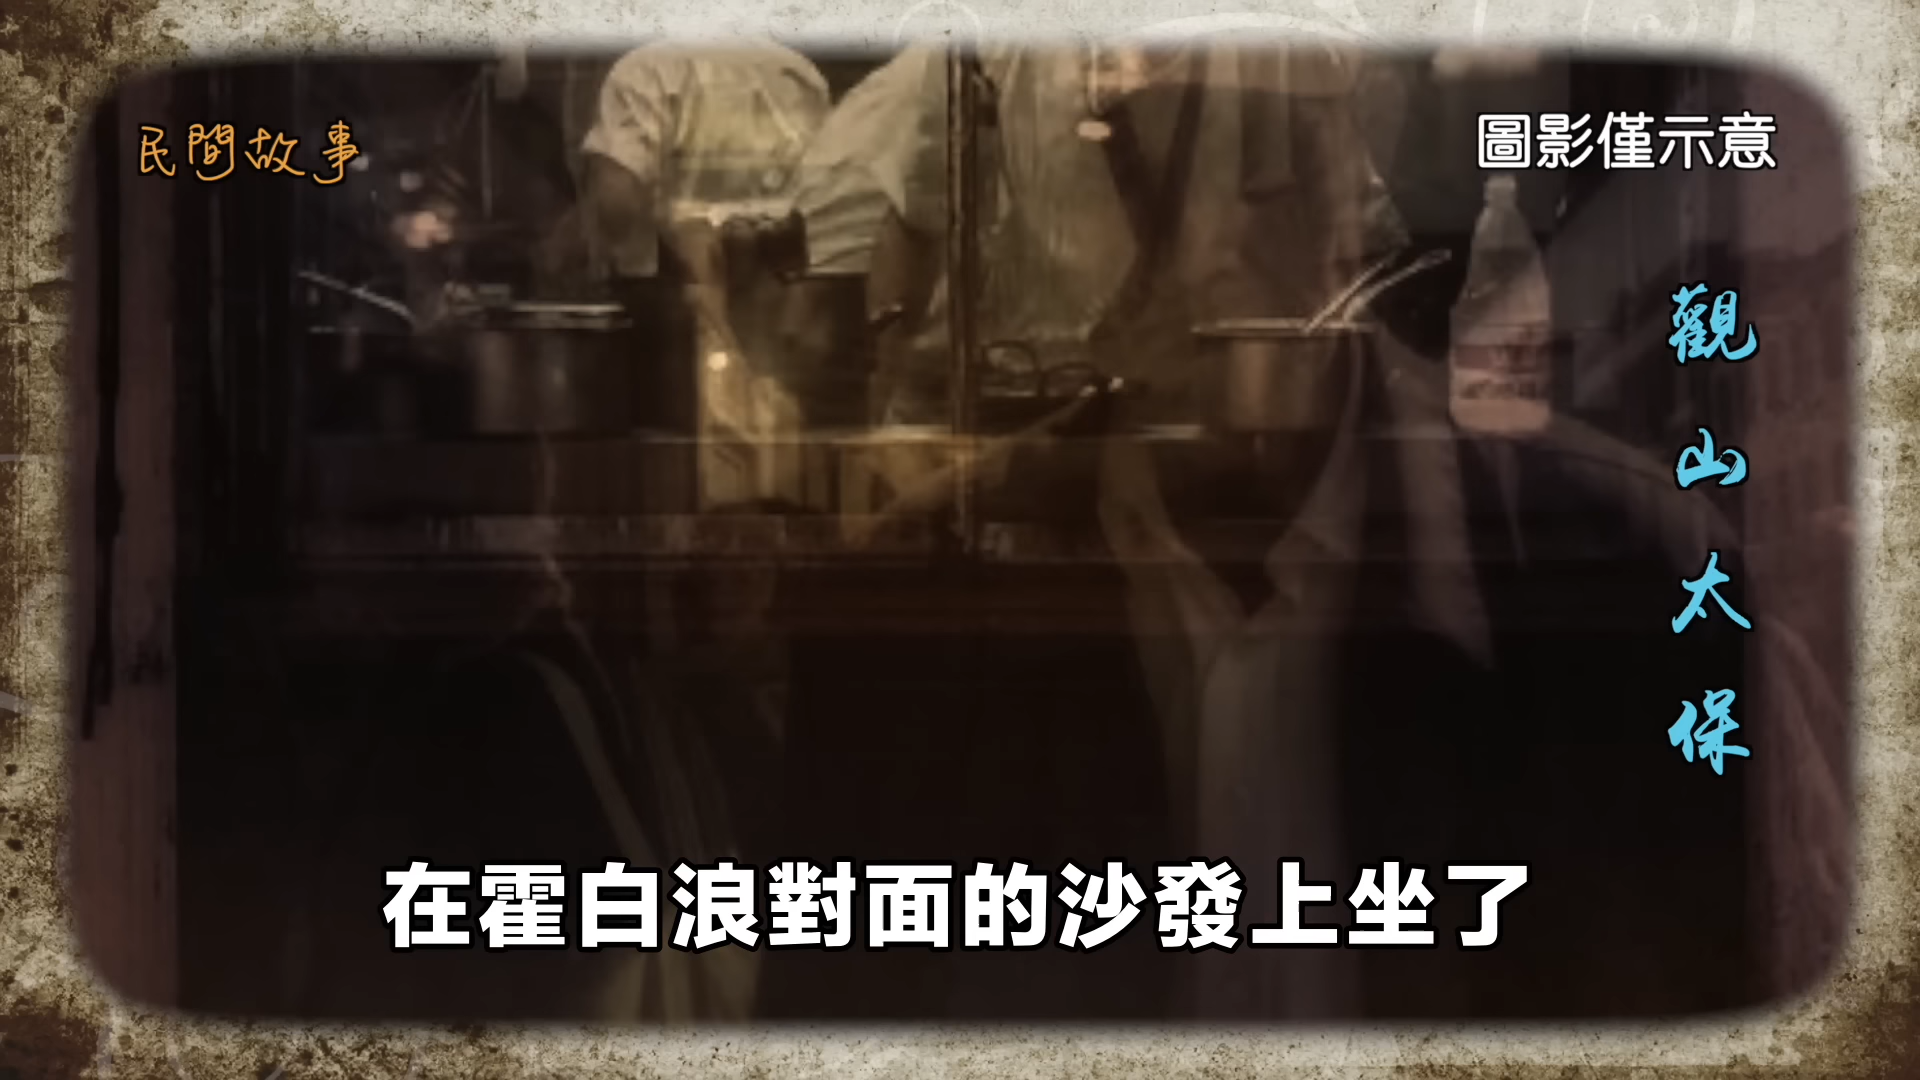 民間故事
圖影僅示意
觀山太保
在霍白浪對面的沙發上坐了